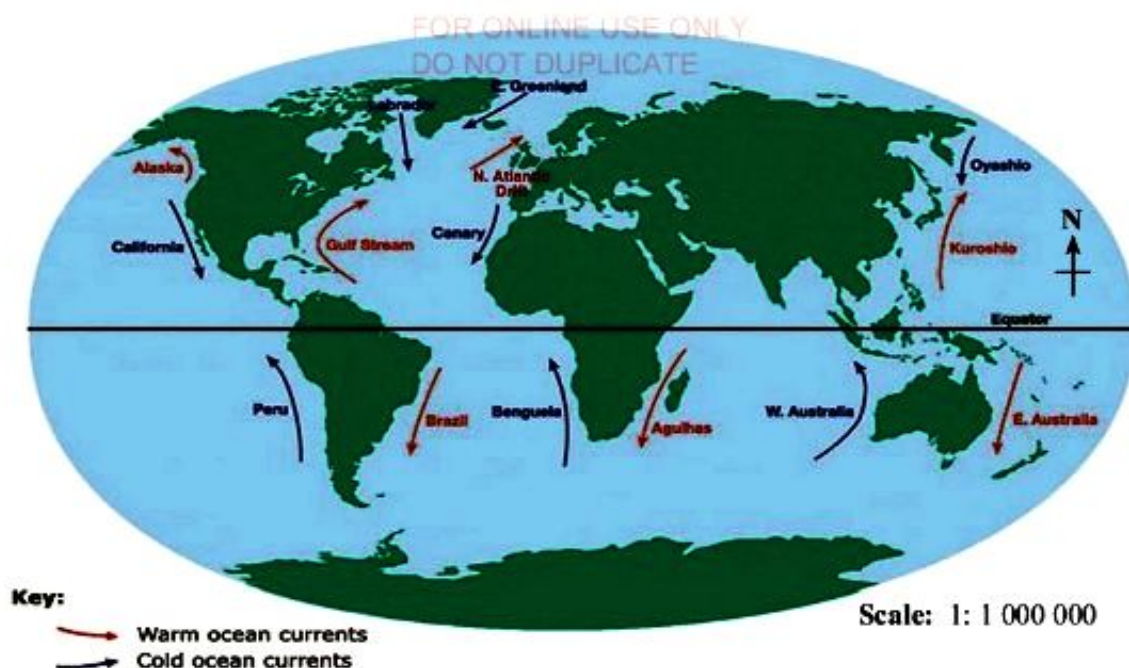 FOR ONLINE USE ONLY
DO NOT DUPLICATE
E. Greenland
Labrador
Alaska
N. Atlantic
Drift
Oyashio
California
Gulf Stream
Canary
Kuroshio
N
Equator
Peru
Brazil
Benguela
Agulhas
W. Australia
E. Australia
Key:
Warm ocean currents
Cold ocean currents
Scale: 1: 1 000 000